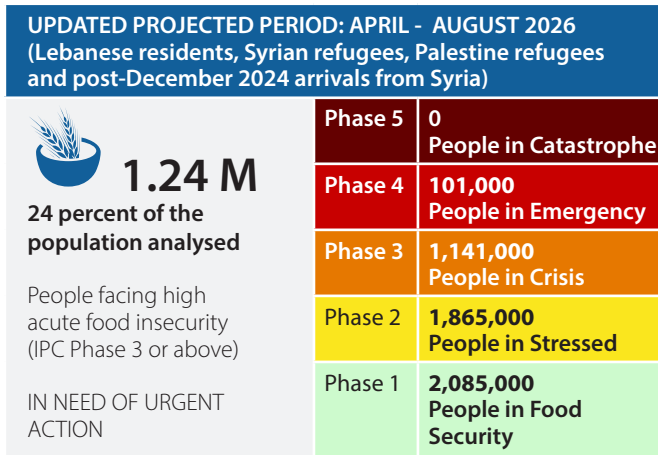 UPDATED PROJECTED PERIOD: APRIL - AUGUST 2026
(Lebanese residents, Syrian refugees, Palestine refugees
and post-December 2024 arrivals from Syria)
1.24 M
24 percent of the
population analysed
People facing high
acute food insecurity
(IPC Phase 3 or above)
IN NEED OF URGENT
ACTION
Phase 5
0
People in Catastrophe
Phase 4
101,000
People in Emergency
Phase 3
1,141,000
People in Crisis
Phase 2
1,865,000
People in Stressed
Phase 1
2,085,000
People in Food
Security